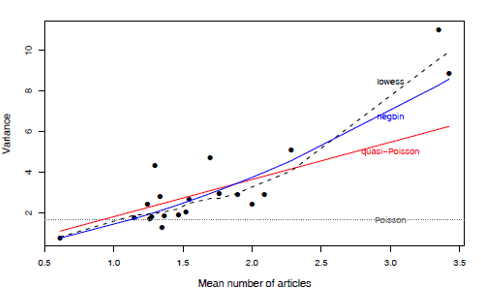 Variance
10
8
6
4
2
lowess
negbin
quasi-Poisson
Poisson
0.5 1.0 1.5 2.0 2.5 3.0 3.5
Mean number of articles